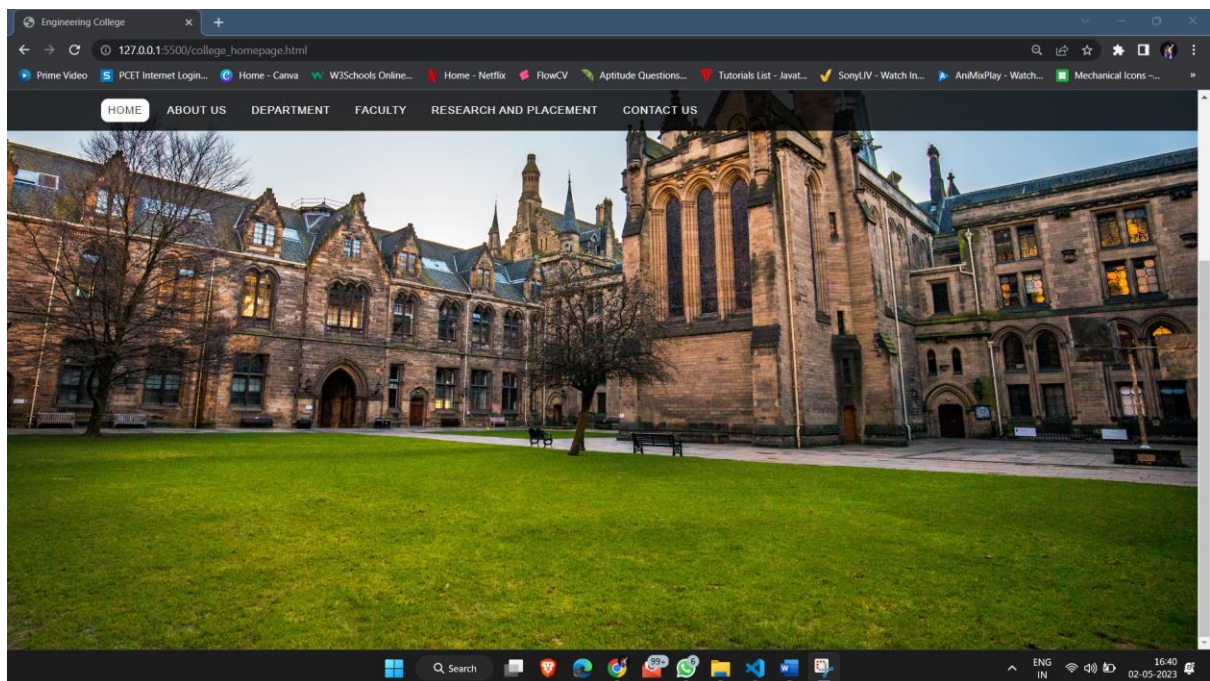 Engineering College
127.0.0.1:5500/college_homepage.html
Prime Video PCET Internet Login... Home - Canva W3Schools Online... Home - Netflix FlowCV Aptitude Questions... Tutorials List - Javat... SonyLIV - Watch In... AniMixPlay - Watch... Mechanical Icons –... »
HOME ABOUT US DEPARTMENT FACULTY RESEARCH AND PLACEMENT CONTACT US
Search 99+ 6 ENG 16:40
IN 02-05-2023